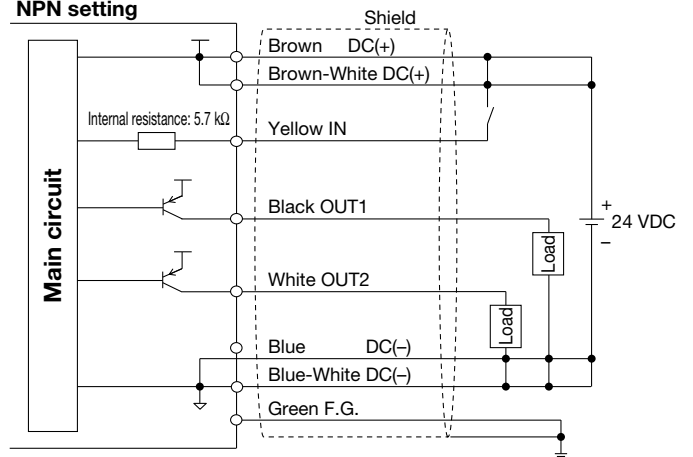 NPN setting
Shield
Brown DC(+)
Brown-White DC(+)
Internal resistance: 5.7 kΩ
Yellow IN
Main circuit
Black OUT1
+
24 VDC
–
Load
White OUT2
Load
Blue DC(–)
Blue-White DC(–)
Green F.G.